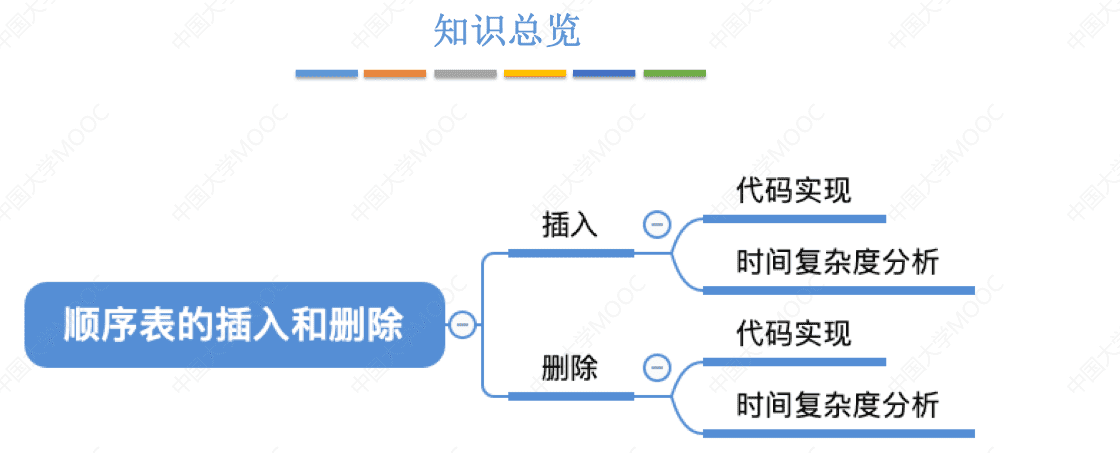 知识总览
代码实现
插入
时间复杂度分析
顺序表的插入和删除
代码实现
删除
时间复杂度分析
中国大学MOOC